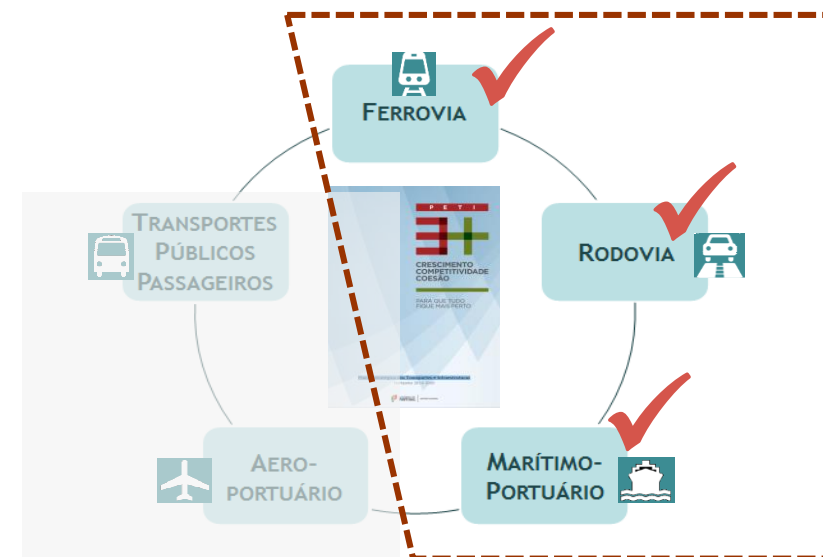 FERROVIA
TRANSPORTES
PÚBLICOS
PASSAGEIROS
PETI
3+
CRESCIMENTO
COMPETITIVIDADE
COESÃO
PARA QUE TUDO
FIQUE MAIS PERTO
RODOVIA
AERO-
PORTUÁRIO
MARÍTIMO-
PORTUÁRIO